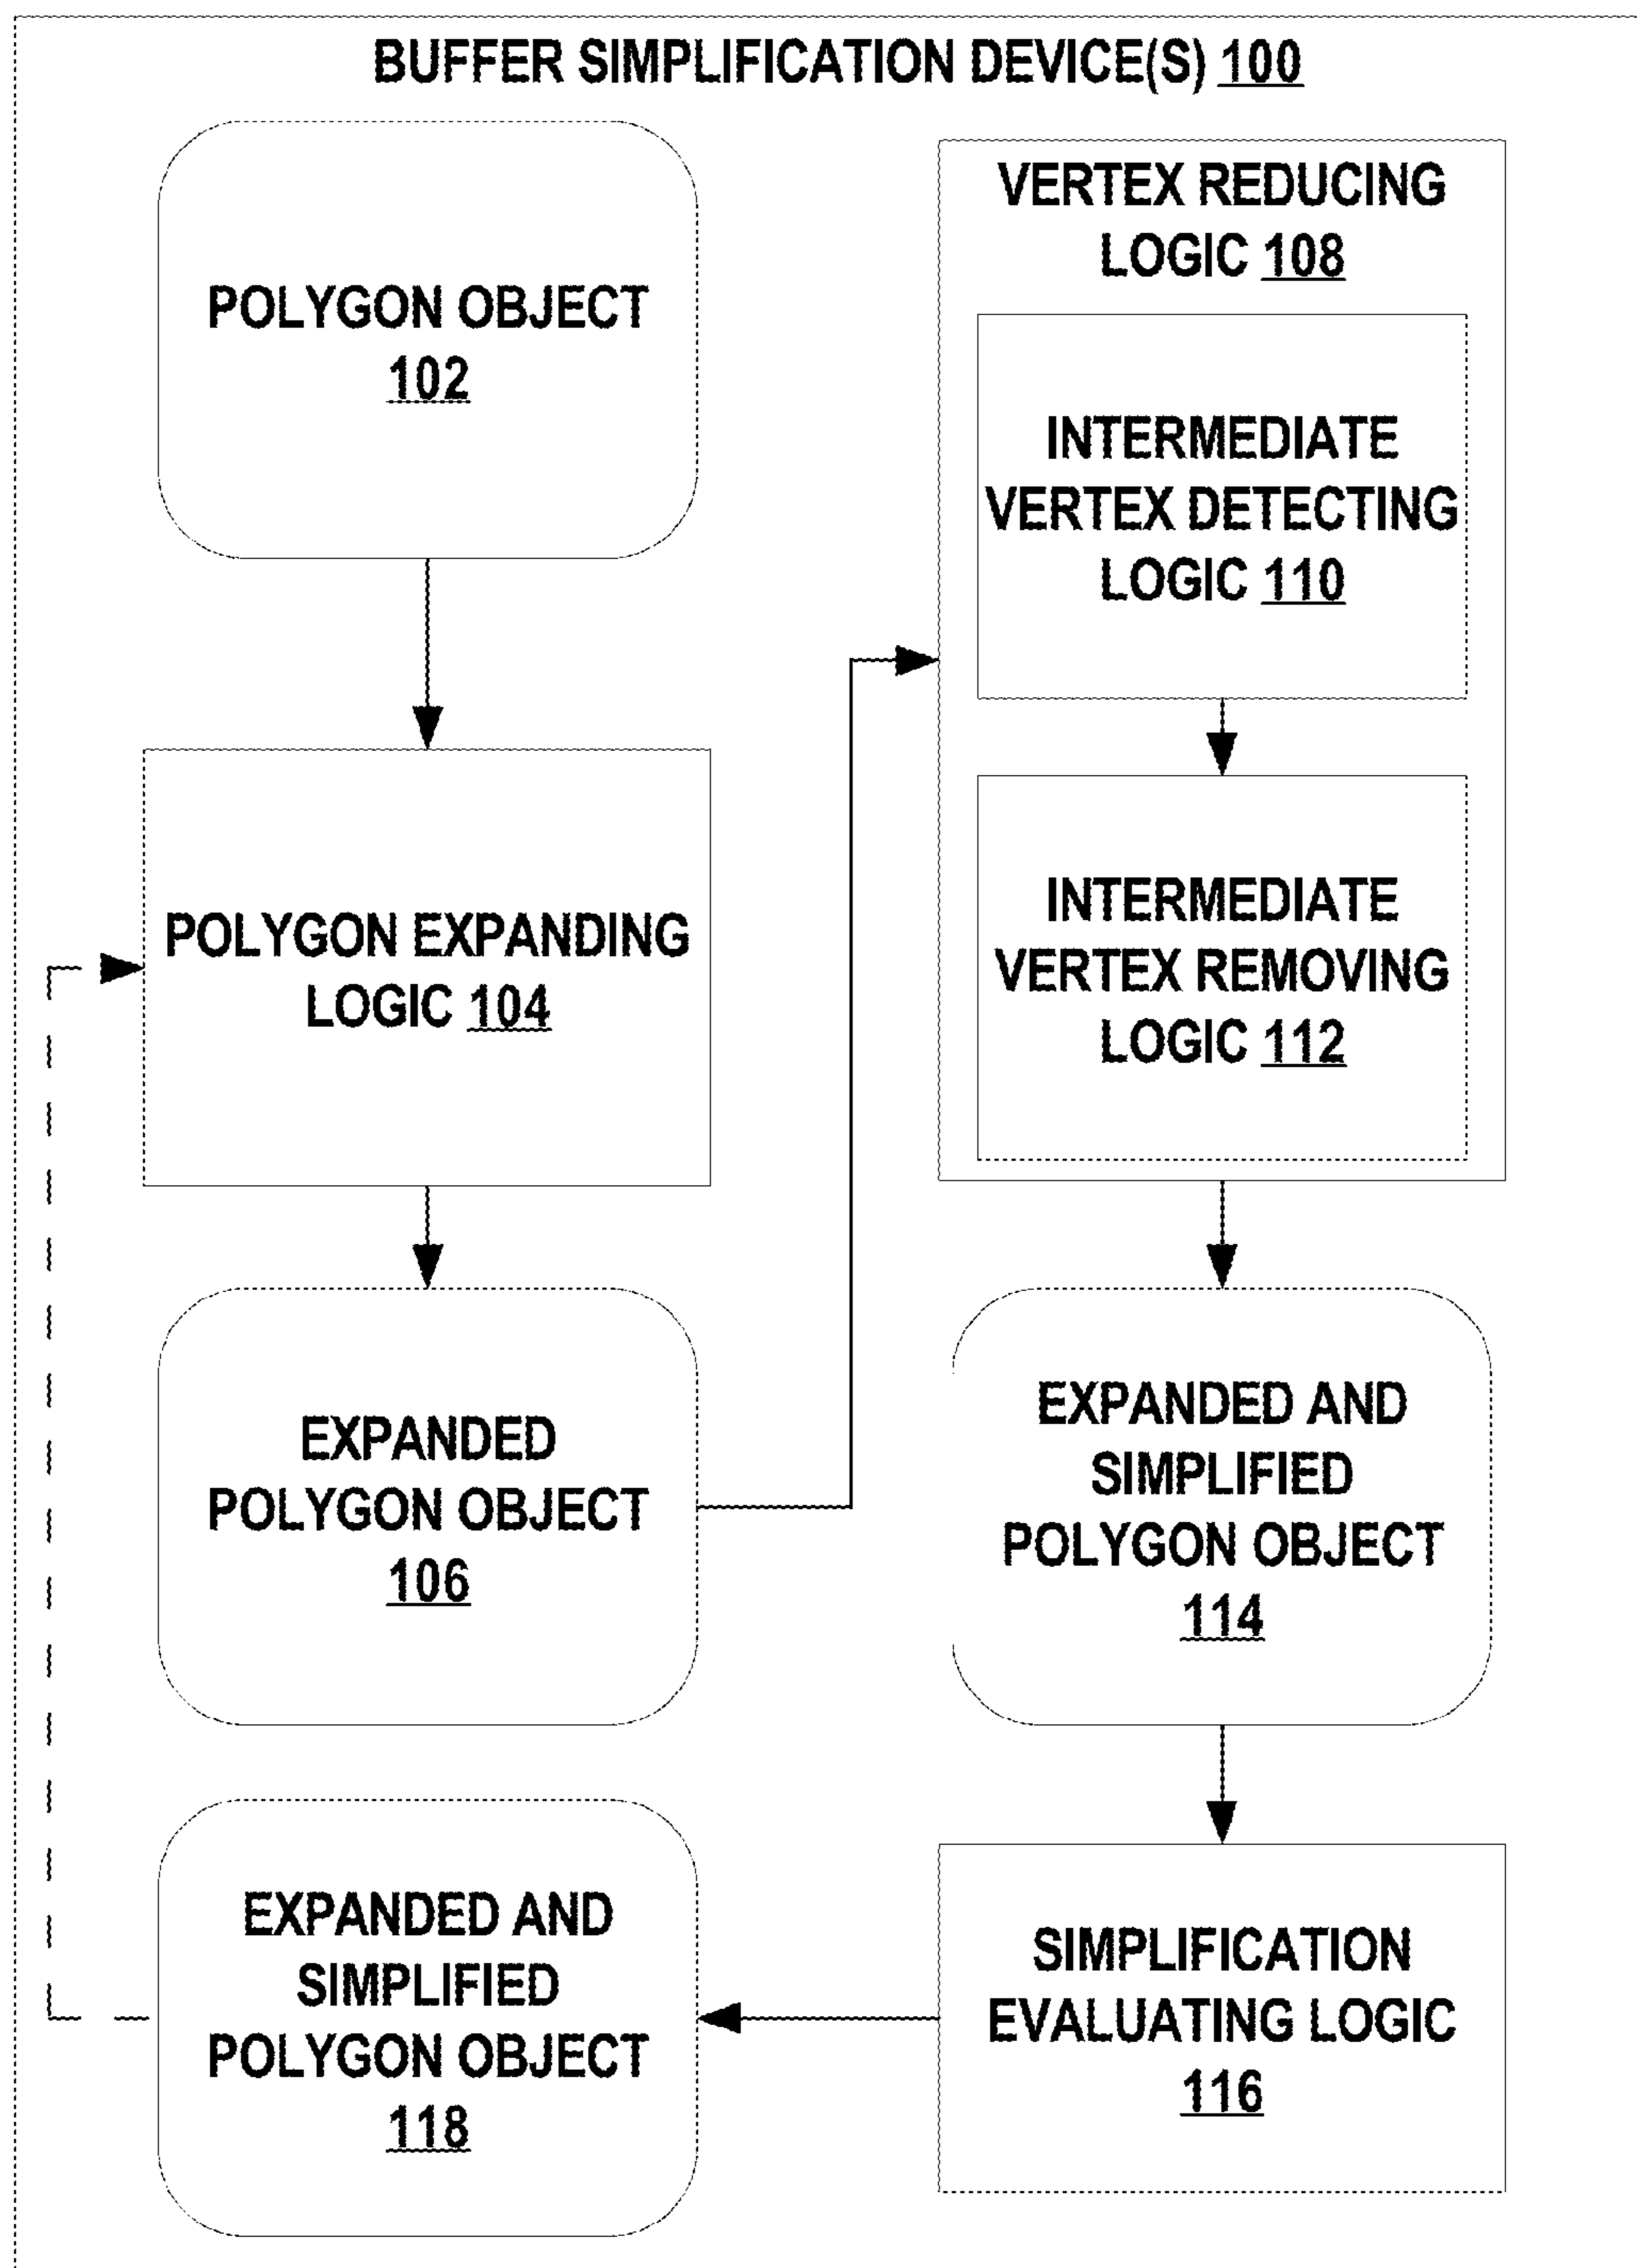 BUFFER SIMPLIFICATION DEVICE(S) 100
POLYGON OBJECT
102
POLYGON EXPANDING
LOGIC 104
EXPANDED
POLYGON OBJECT
106
VERTEX REDUCING
LOGIC 108
INTERMEDIATE
VERTEX DETECTING
LOGIC 110
INTERMEDIATE
VERTEX REMOVING
LOGIC 112
EXPANDED AND
SIMPLIFIED
POLYGON OBJECT
114
SIMPLIFICATION
EVALUATING LOGIC
116
EXPANDED AND
SIMPLIFIED
POLYGON OBJECT
118